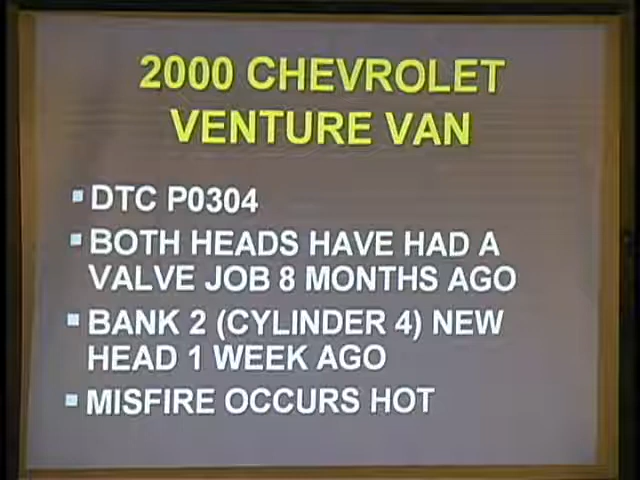 2000 CHEVROLET
VENTURE VAN
▪ DTC P0304
▪ BOTH HEADS HAVE HAD A
VALVE JOB 8 MONTHS AGO
▪ BANK 2 (CYLINDER 4) NEW
HEAD 1 WEEK AGO
▪ MISFIRE OCCURS HOT